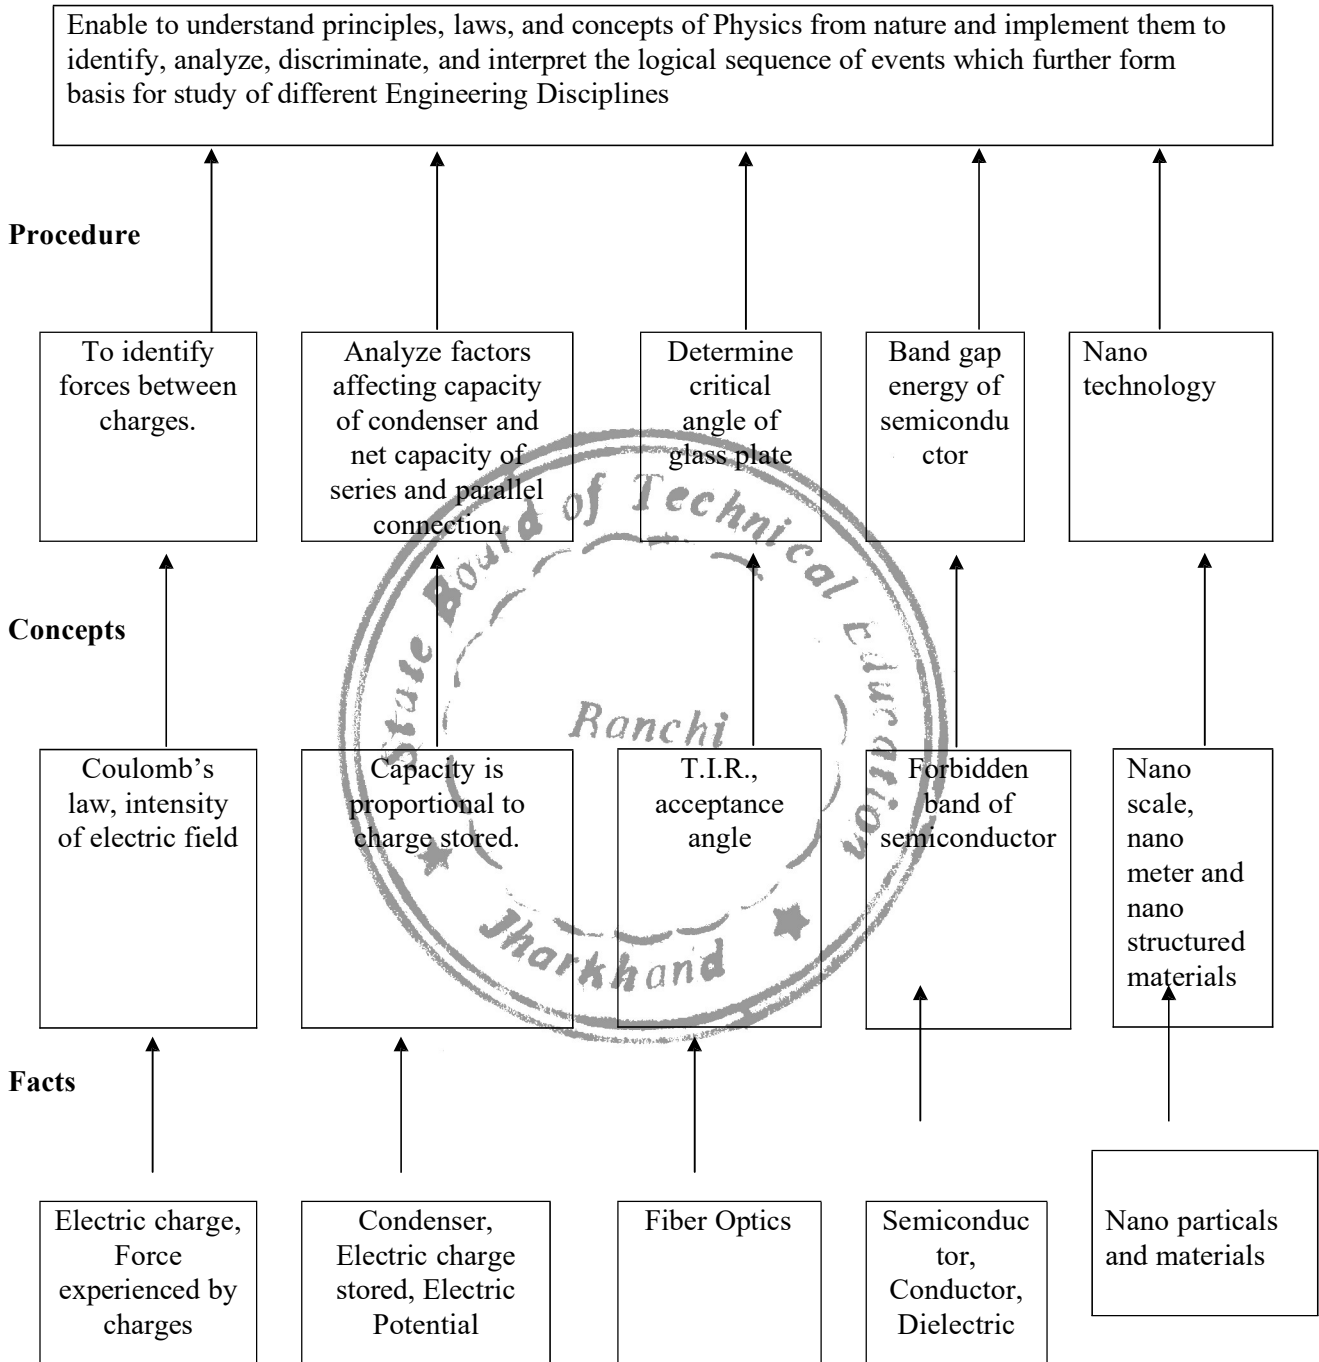 Enable to understand principles, laws, and concepts of Physics from nature and implement them to
identify, analyze, discriminate, and interpret the logical sequence of events which further form
basis for study of different Engineering Disciplines
Procedure
To identify
forces between
charges.
Analyze factors
affecting capacity
of condenser and
net capacity of
series and parallel
connection
Determine
critical
angle of
glass plate
Band gap
energy of
semicondu
ctor
Nano
technology
State Board of Technical Education
Ranchi
Jharkhand
Concepts
Coulomb’s
law, intensity
of electric field
Capacity is
proportional to
charge stored.
T.I.R.,
acceptance
angle
Forbidden
band of
semiconductor
Nano
scale,
nano
meter and
nano
structured
materials
Facts
Electric charge,
Force
experienced by
charges
Condenser,
Electric charge
stored, Electric
Potential
Fiber Optics
Semiconduc
tor,
Conductor,
Dielectric
Nano particals
and materials